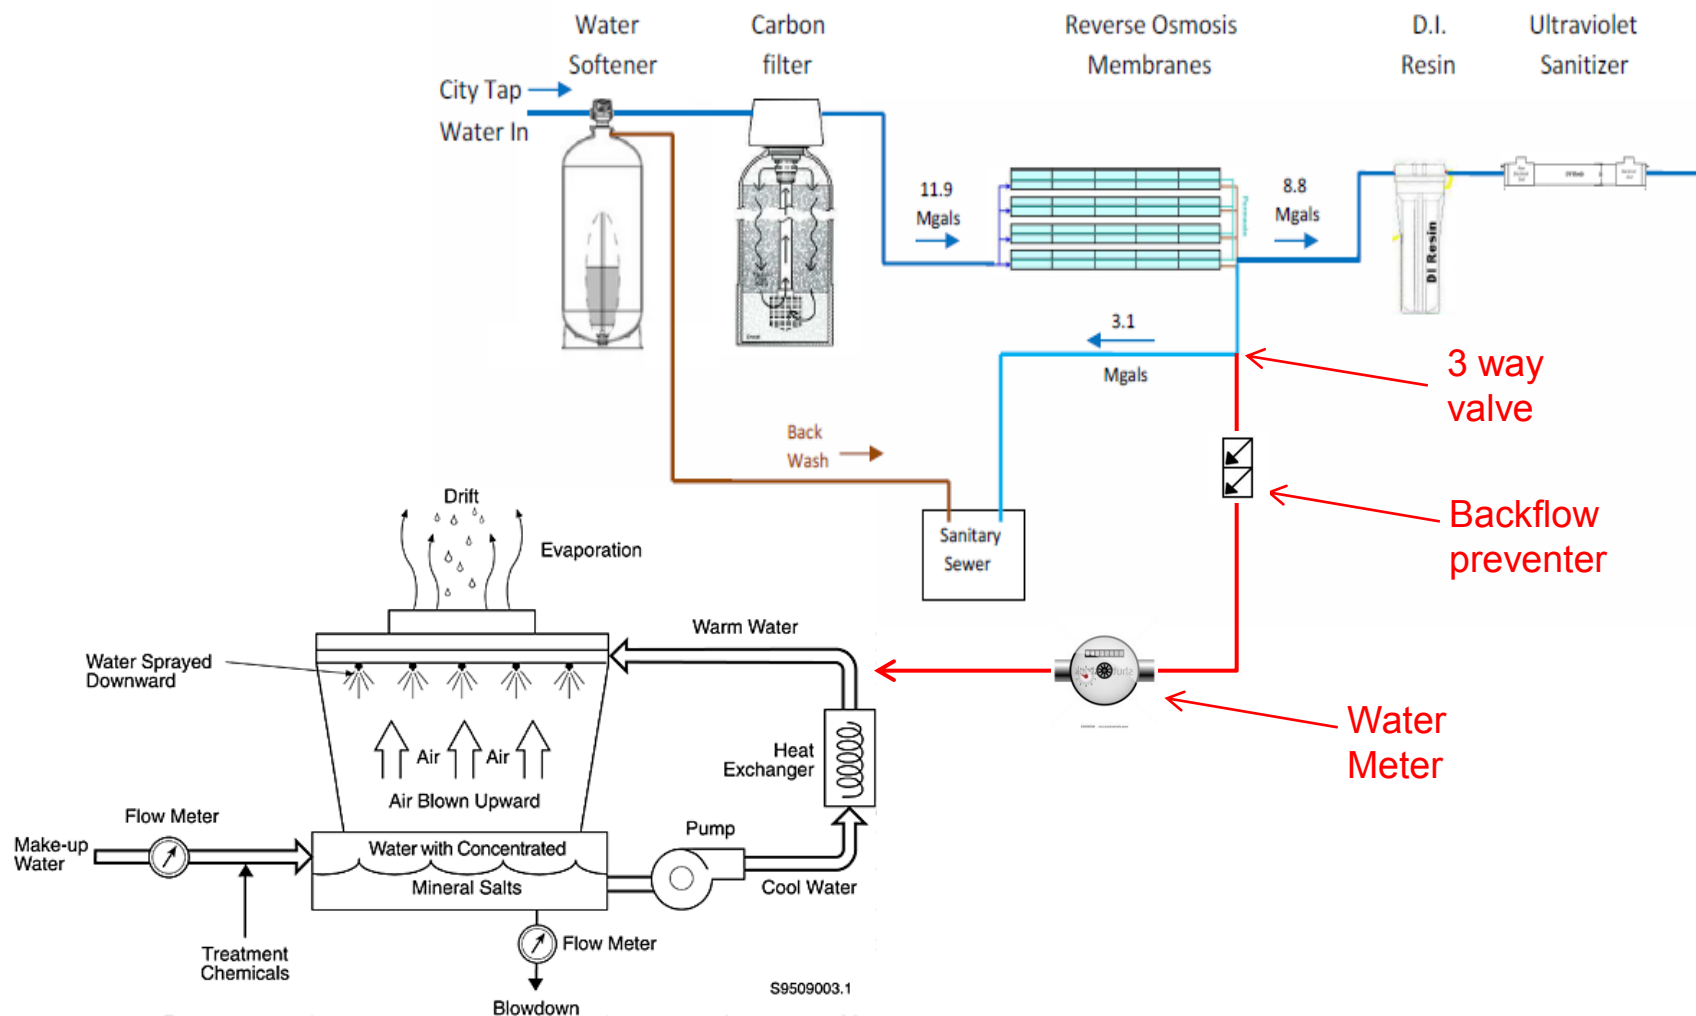 Water
Softener
Carbon
filter
Reverse Osmosis
Membranes
D.I.
Resin
Ultraviolet
Sanitizer
City Tap
Water In
11.9
Mgals
Permeate
8.8
Mgals
DI Resin
3.1
Mgals
3 way
valve
Back
Wash
Backflow
preventer
Sanitary
Sewer
Drift
Evaporation
Warm Water
Water Sprayed
Downward
Water
Meter
Heat
Exchanger
Air
Air
Air Blown Upward
Flow Meter
Make-up
Water
Pump
Water with Concentrated
Mineral Salts
Cool Water
Treatment
Chemicals
Flow Meter
S9509003.1
Blowdown